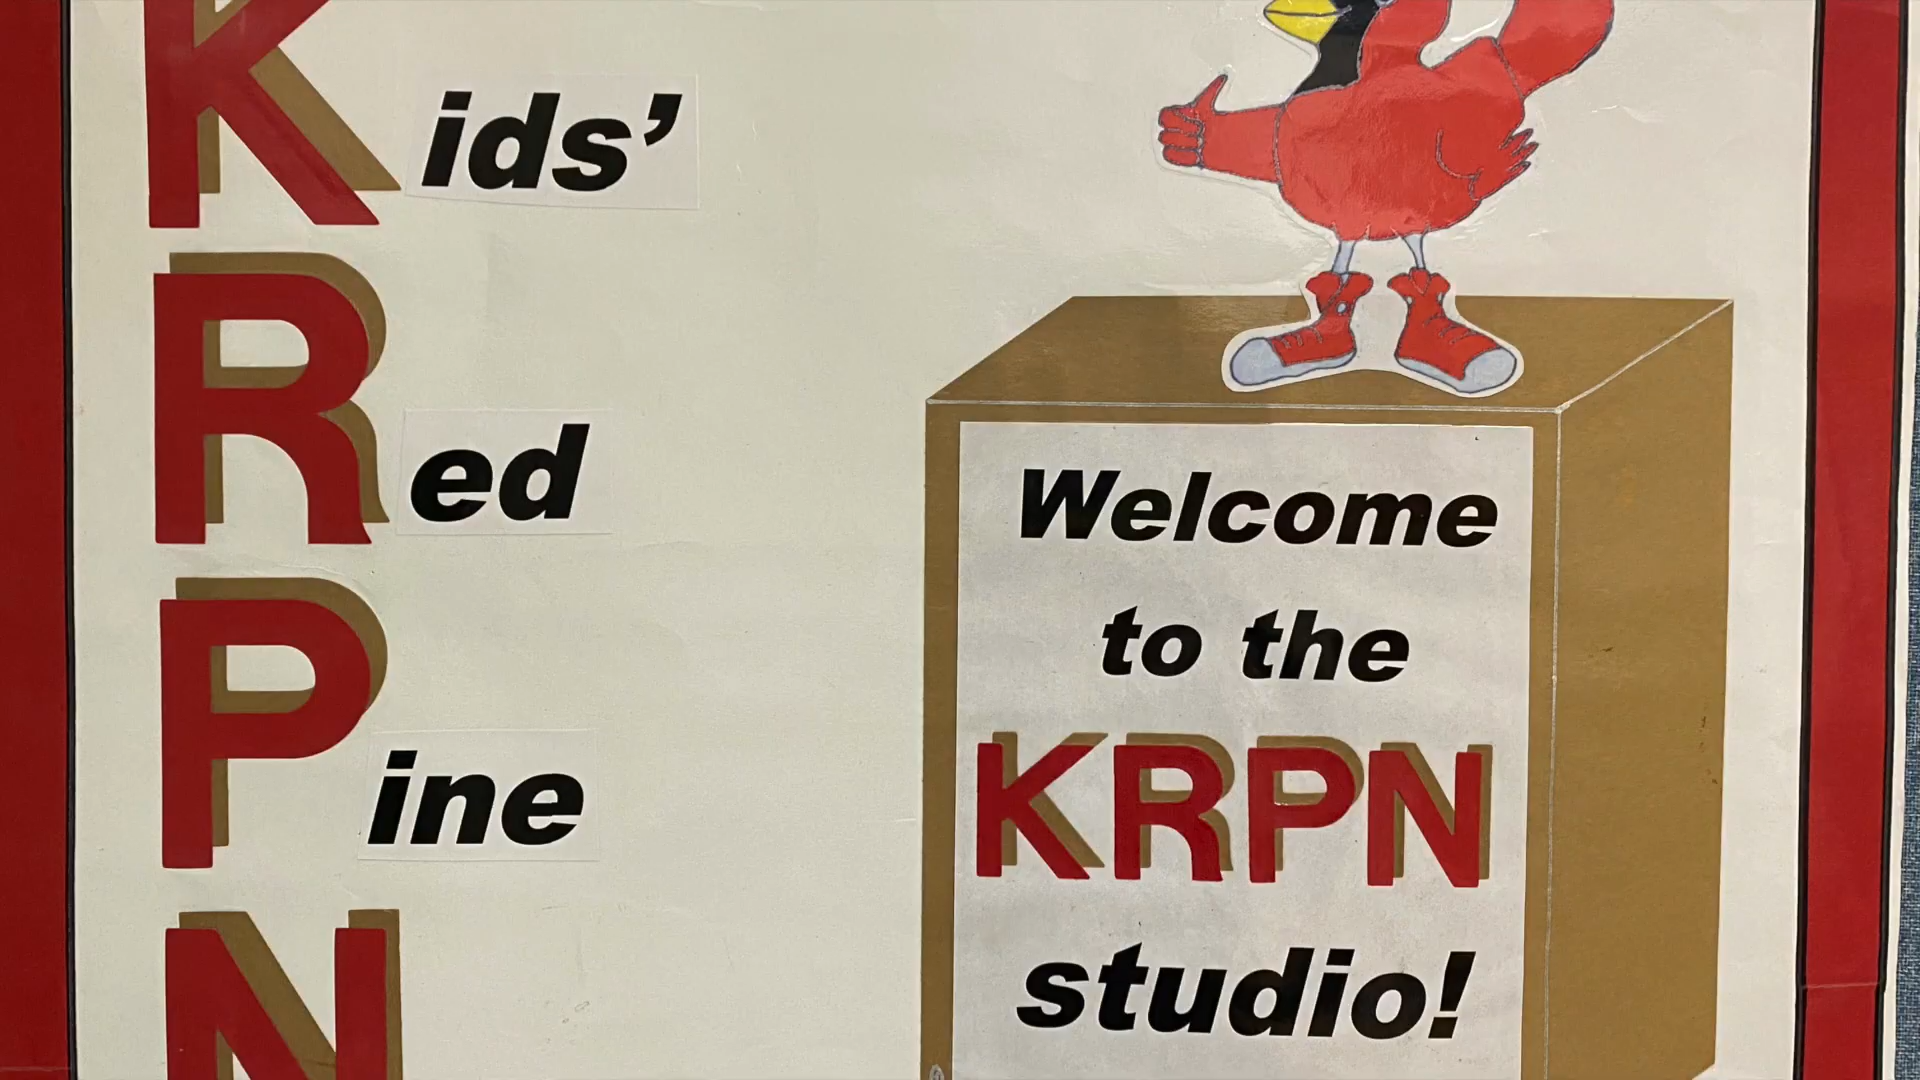 Kids'
Red
Pine
N
Welcome
to the
KRPN
studio!